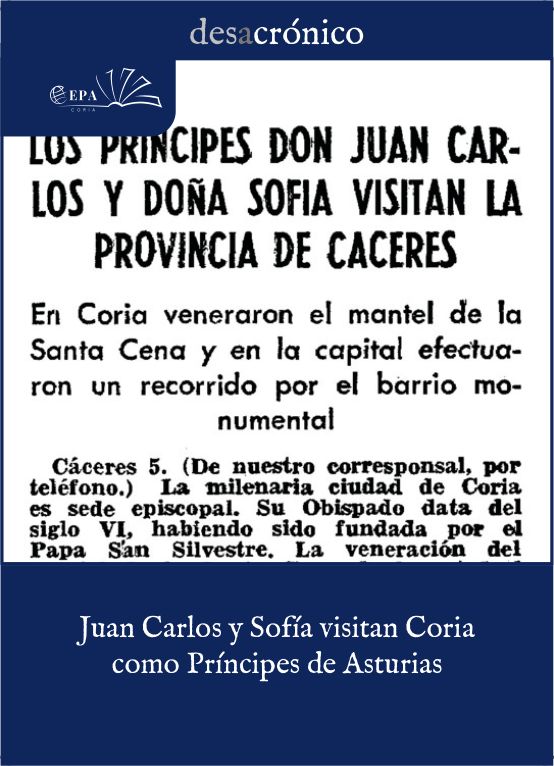 desacrónico
EPA
CORIA
LOS PRINCIPES DON JUAN CAR-
LOS Y DOÑA SOFIA VISITAN LA
PROVINCIA DE CACERES
En Coria veneraron el mantel de la
Santa Cena y en la capital efectua-
ron un recorrido por el barrio mo-
numental
Cáceres 5. (De nuestro corresponsal, por
teléfono.) La milenaria ciudad de Coria
es sede episcopal. Su Obispado data del
siglo VI, habiendo sido fundada por el
Papa San Silvestre. La veneración del
Juan Carlos y Sofía visitan Coria
como Príncipes de Asturias